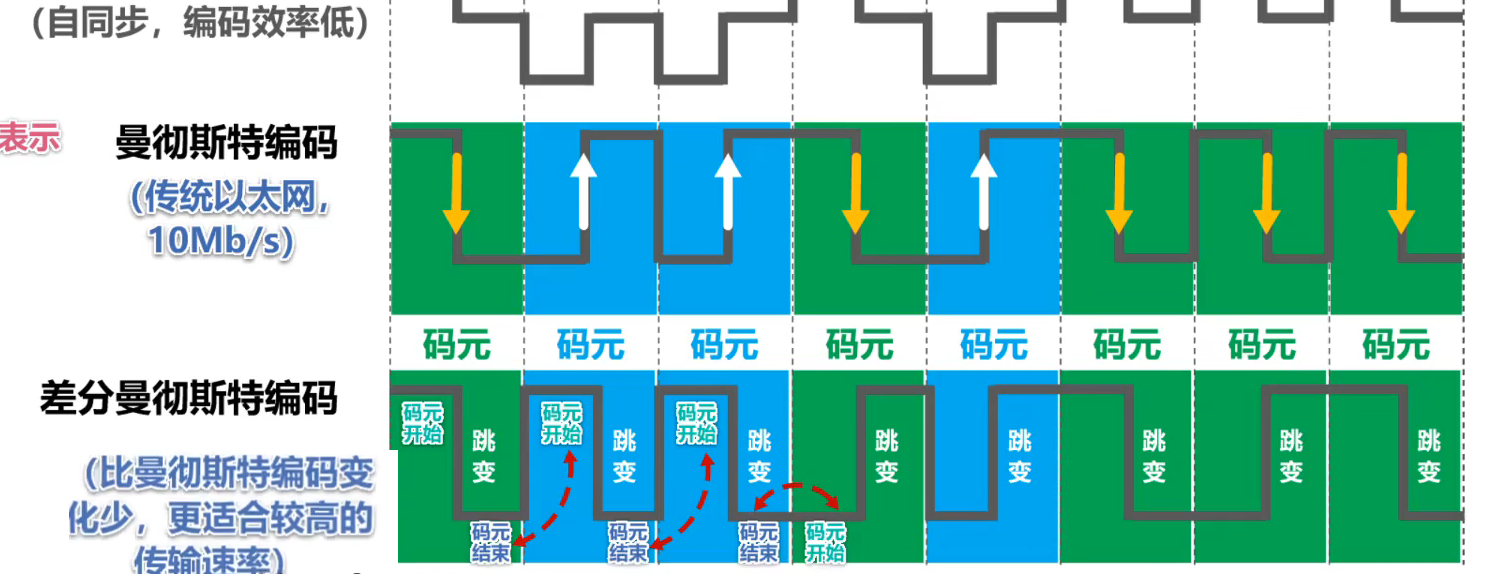 （自同步，编码效率低）
表示
曼彻斯特编码
（传统以太网，
10Mb/s）
码元 码元 码元 码元 码元 码元 码元 码元
差分曼彻斯特编码
码元
开始
跳
变
码元
开始
跳
变
码元
开始
跳
变
跳
变
跳
变
跳
变
跳
变
跳
变
（比曼彻斯特编码变
化少，更适合较高的
传输速率）
码元
结束
码元
结束
码元
结束
码元
开始